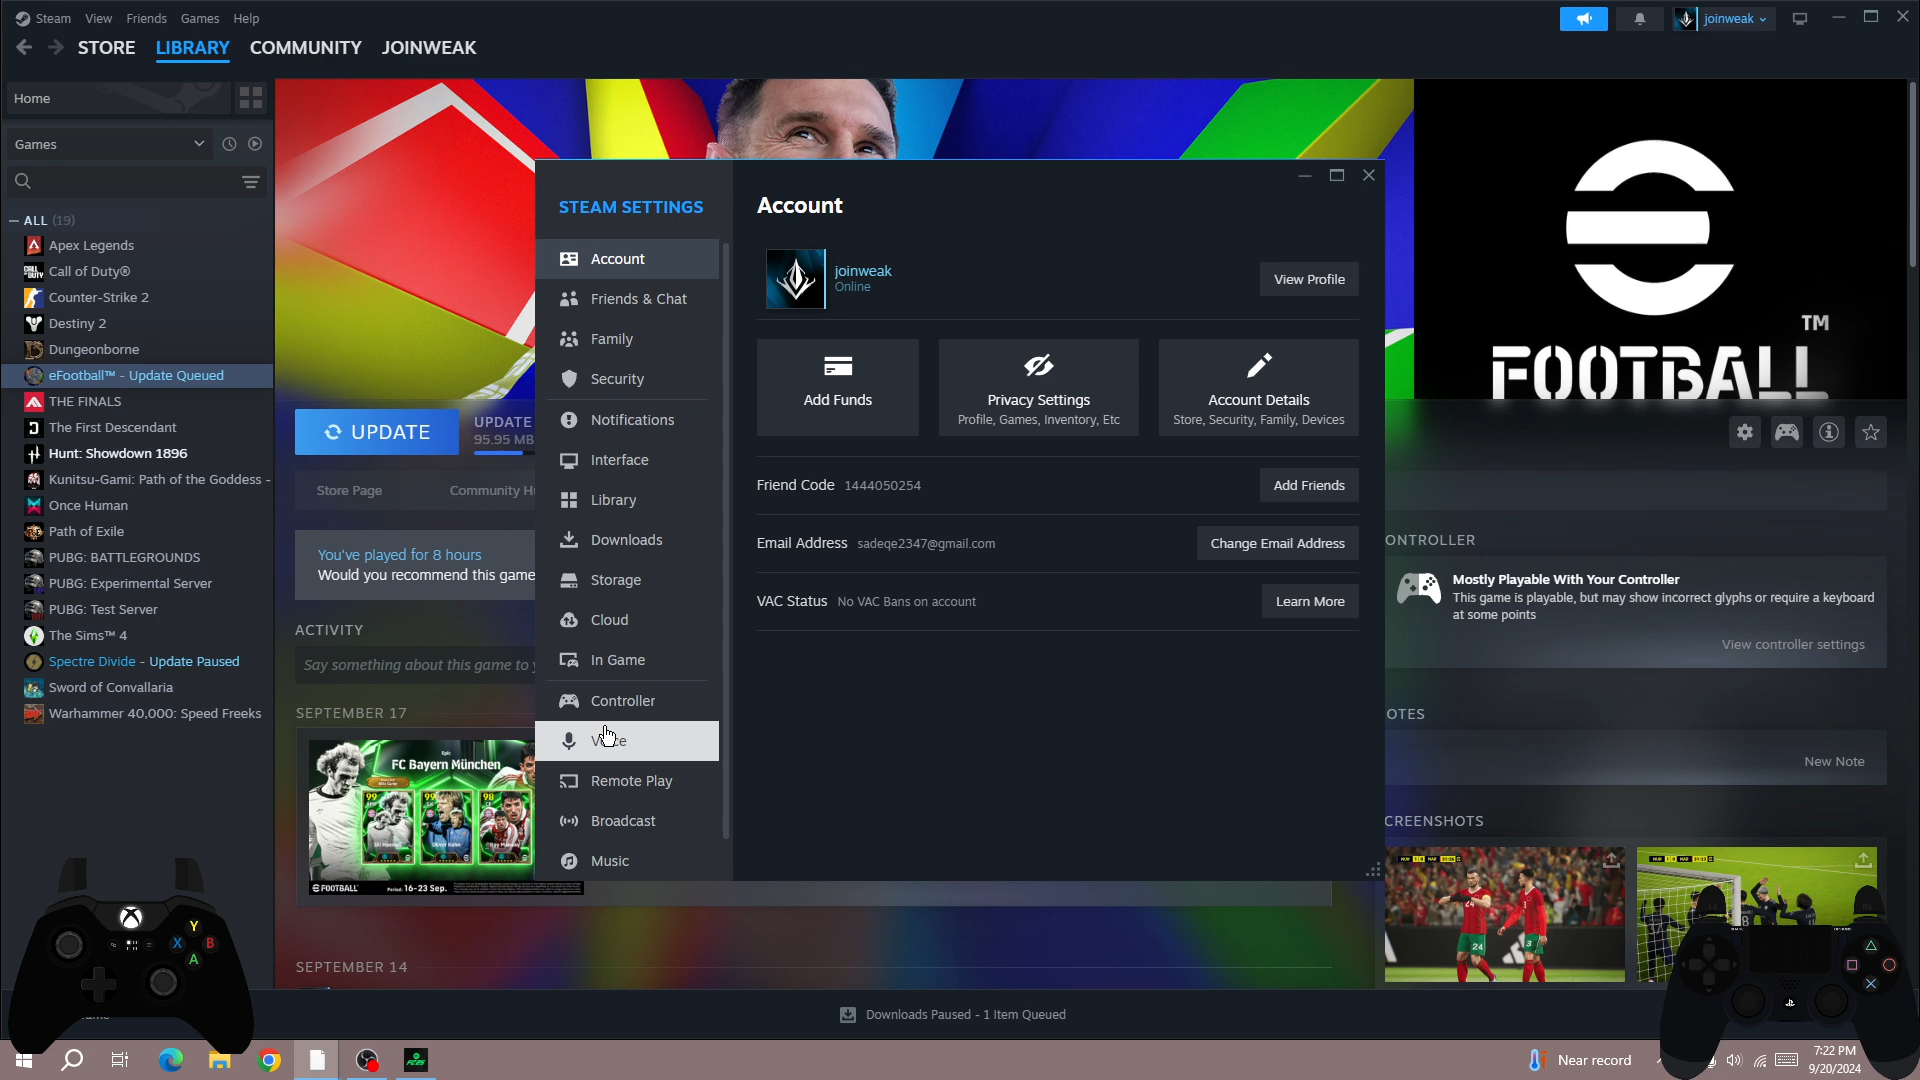 Steam View Friends Games Help
joinweak
STORE LIBRARY COMMUNITY JOINWEAK
Home
Games
ALL (19)
Apex Legends
Call of Duty®
Counter-Strike 2
Destiny 2
Dungeonborne
eFootball™ - Update Queued
THE FINALS
The First Descendant
Hunt: Showdown 1896
Kunitsu-Gami: Path of the Goddess -
Once Human
Path of Exile
PUBG: BATTLEGROUNDS
PUBG: Experimental Server
PUBG: Test Server
The Sims™ 4
Spectre Divide - Update Paused
Sword of Convallaria
Warhammer 40,000: Speed Freeks
TM
FOOTBALL
UPDATE
UPDATE
95.95 MB
Store Page
Community H
You've played for 8 hours
Would you recommend this game
ACTIVITY
Say something about this game to
SEPTEMBER 17
Epic
FC Bayern München
99 99 98
FOOTBALL
Period: 16-23 Sep.
SEPTEMBER 14
STEAM SETTINGS
Account
Friends & Chat
Family
Security
Notifications
Interface
Library
Downloads
Storage
Cloud
In Game
Controller
Remote Play
Broadcast
Music
Account
joinweak
Online
View Profile
Add Funds
Privacy Settings
Profile, Games, Inventory, Etc
Account Details
Store, Security, Family, Devices
Friend Code 1444050254
Add Friends
Email Address sadeqe2347@gmail.com
Change Email Address
VAC Status No VAC Bans on account
Learn More
ONTROLLER
Mostly Playable With Your Controller
This game is playable, but may show incorrect glyphs or require a keyboard
at some points
View controller settings
OTES
New Note
CREENSHOTS
24
24
8
Y
X B
A
Downloads Paused - 1 Item Queued
FC25
Near record
7:22 PM
9/20/2024